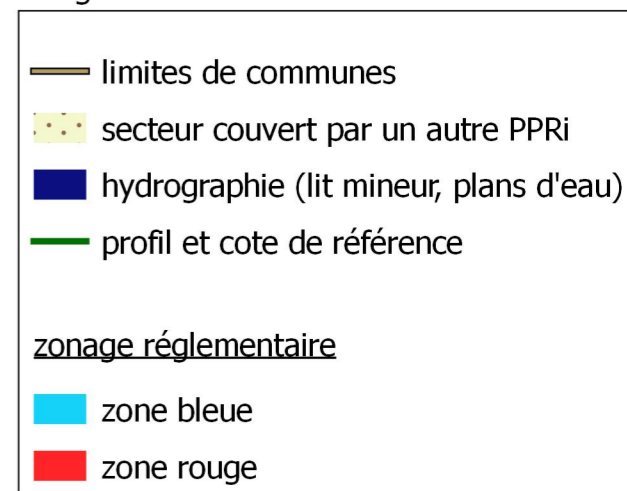 limites de communes
secteur couvert par un autre PPRi
hydrographie (lit mineur, plans d'eau)
profil et cote de référence
zonage réglementaire
zone bleue
zone rouge